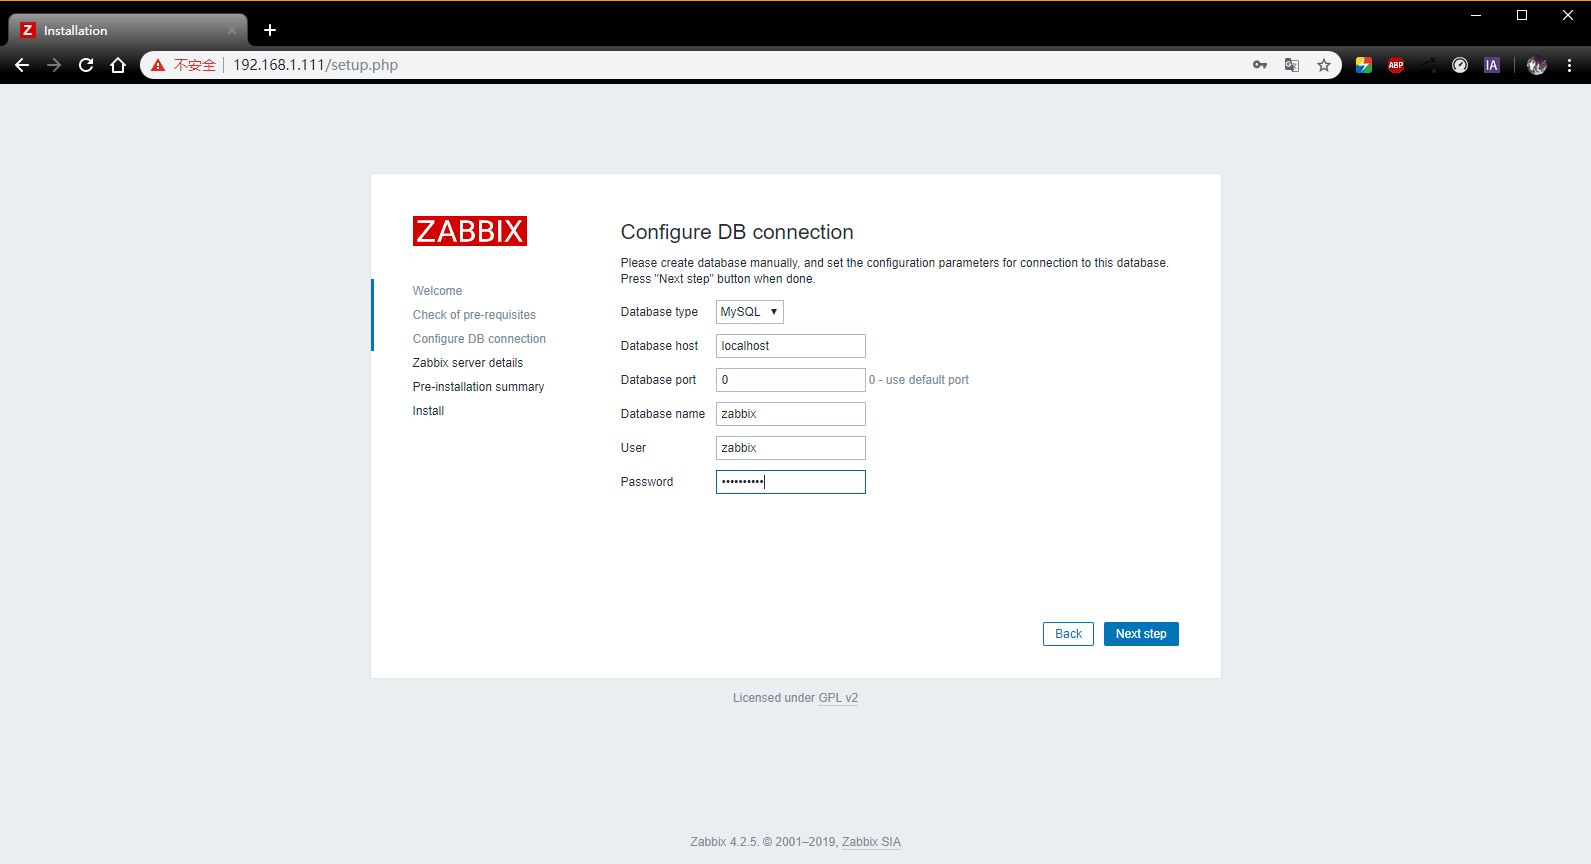 Z Installation
不安全 192.168.1.111/setup.php ABP IA
ZABBIX
Welcome
Check of pre-requisites
Configure DB connection
Zabbix server details
Pre-installation summary
Install
Configure DB connection
Please create database manually, and set the configuration parameters for connection to this database.
Press "Next step" button when done.
Database type MySQL
Database host localhost
Database port 0 0 - use default port
Database name zabbix
User zabbix
Password ••••••••••
Back Next step
Licensed under GPL v2
Zabbix 4.2.5. © 2001–2019, Zabbix SIA